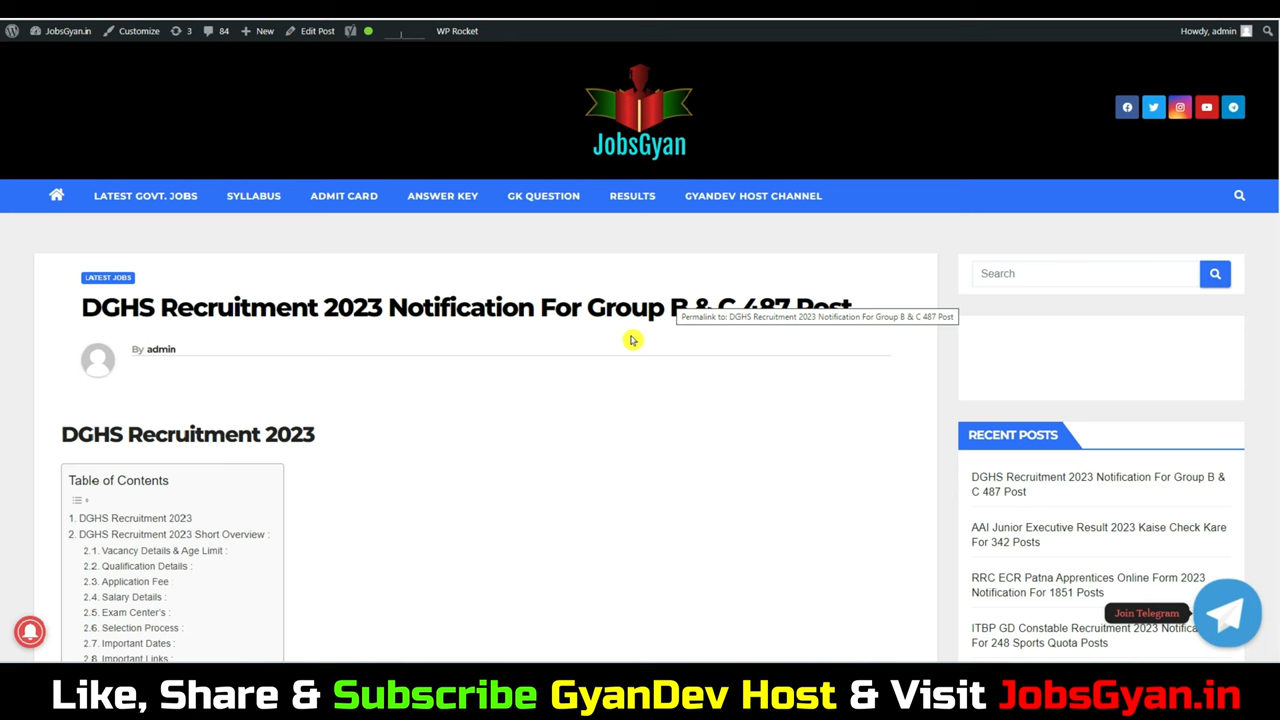 JobsGyan.in Customize 3 84 New Edit Post WP Rocket Howdy, admin
JobsGyan
LATEST GOVT. JOBS SYLLABUS ADMIT CARD ANSWER KEY GK QUESTION RESULTS GYANDEV HOST CHANNEL
LATEST JOBS
DGHS Recruitment 2023 Notification For Group B & C 487 Post
Permalink to: DGHS Recruitment 2023 Notification For Group B & C 487 Post
By admin
DGHS Recruitment 2023
Table of Contents
1. DGHS Recruitment 2023
2. DGHS Recruitment 2023 Short Overview :
2.1. Vacancy Details & Age Limit :
2.2. Qualification Details :
2.3. Application Fee :
2.4. Salary Details :
2.5. Exam Center's :
2.6. Selection Process :
2.7. Important Dates :
2.8. Important Links :
Search
RECENT POSTS
DGHS Recruitment 2023 Notification For Group B &
C 487 Post
AAI Junior Executive Result 2023 Kaise Check Kare
For 342 Posts
RRC ECR Patna Apprentices Online Form 2023
Notification For 1851 Posts
Join Telegram
ITBP GD Constable Recruitment 2023
For 248 Sports Quota Posts
Like, Share & Subscribe GyanDev Host & Visit JobsGyan.in